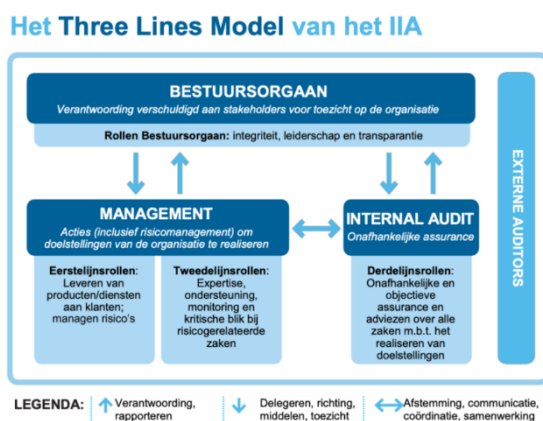 Het Three Lines Model van het IIA
BESTUURSORGAAN
Verantwoording verschuldigd aan stakeholders voor toezicht op de organisatie
Rollen Bestuursorgaan: integriteit, leiderschap en transparantie
MANAGEMENT
Acties (inclusief risicomanagement) om
doelstellingen van de organisatie te realiseren
Eerstelijnsrollen:
Leveren van
producten/diensten
aan klanten;
managen risico's
Tweedelijnsrollen:
Expertise,
ondersteuning,
monitoring en
kritische blik bij
risicogerelateerde
zaken
INTERNAL AUDIT
Onafhankelijke assurance
Derdelijnsrollen:
Onafhankelijke en
objectieve
assurance en
adviezen over alle
zaken m.b.t. het
realiseren van
doelstellingen
EXTERNE AUDITORS
LEGENDA:
Verantwoording,
rapporteren
Delegeren, richting,
middelen, toezicht
Afstemming, communicatie,
coördinatie, samenwerking